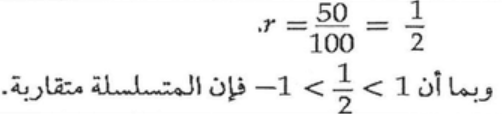 .r = 50/100 = 1/2
وبما أن 1 > 1/2 > 1− فإن المتسلسلة متقاربة.